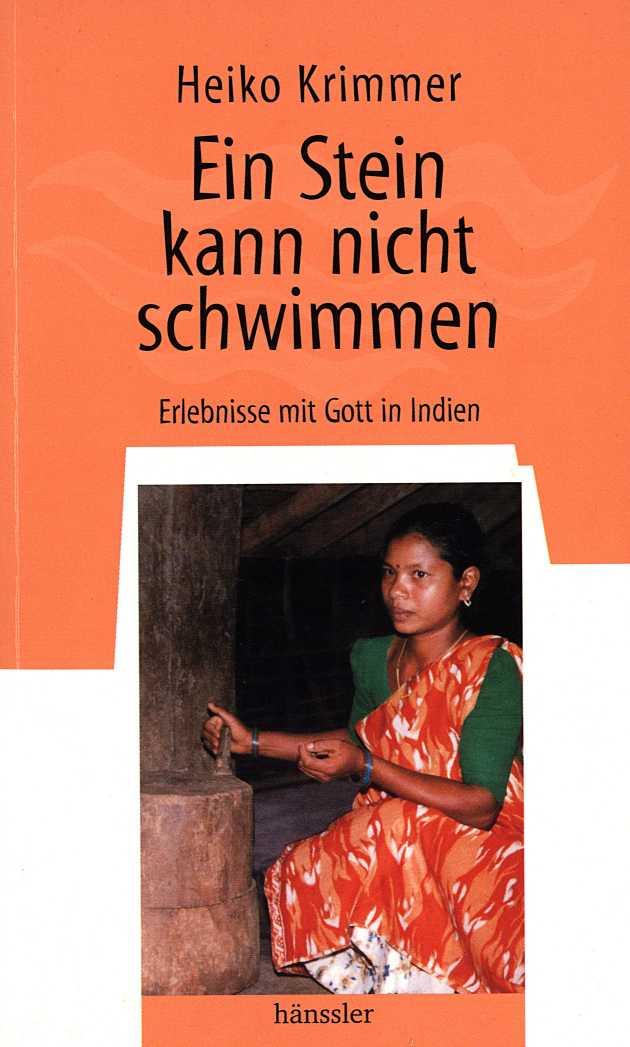 Heiko Krimmer
Ein Stein
kann nicht
schwimmen
Erlebnisse mit Gott in Indien
hänssler